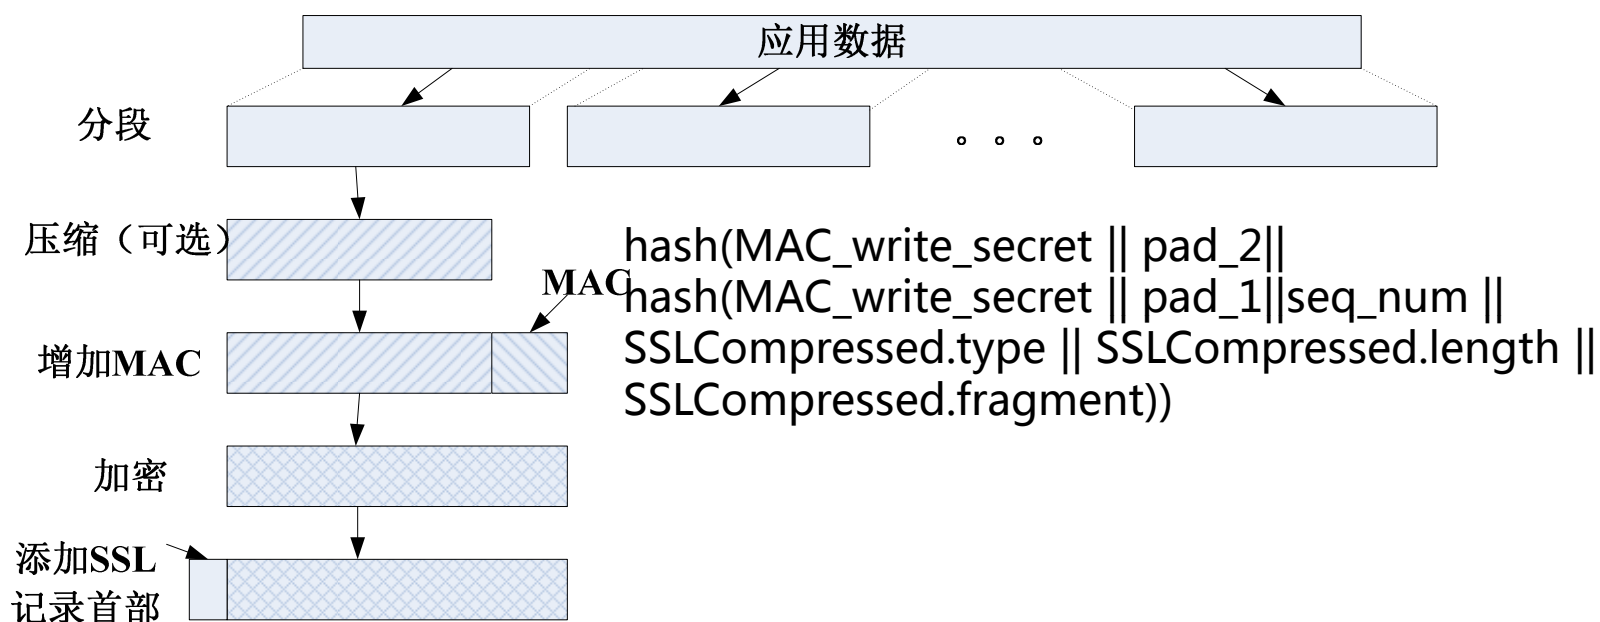 应用数据
分段
。。。
压缩（可选）
hash(MAC_write_secret || pad_2||
hash(MAC_write_secret || pad_1||seq_num ||
SSLCompressed.type || SSLCompressed.length ||
SSLCompressed.fragment))
MAC
增加MAC
加密
添加SSL
记录首部